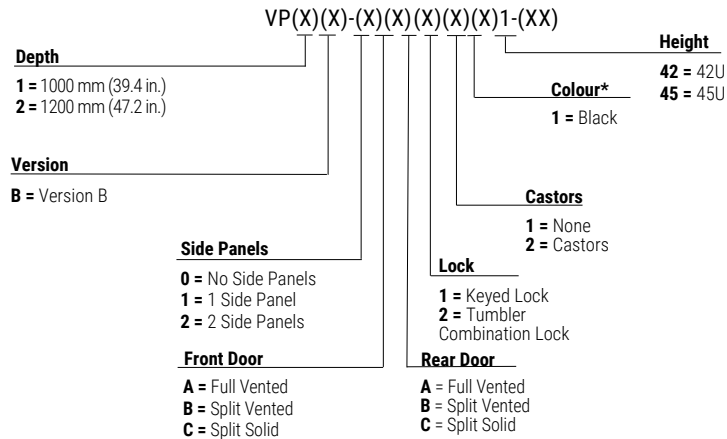 VP(X)(X)-(X)(X)(X)(X)(X)1-(XX)
Height
42 = 42U
45 = 45U
Depth
1 = 1000 mm (39.4 in.)
2 = 1200 mm (47.2 in.)
Colour*
1 = Black
Version
B = Version B
Castors
1 = None
2 = Castors
Side Panels
0 = No Side Panels
1 = 1 Side Panel
2 = 2 Side Panels
Lock
1 = Keyed Lock
2 = Tumbler
Combination Lock
Front Door
A = Full Vented
B = Split Vented
C = Split Solid
Rear Door
A = Full Vented
B = Split Vented
C = Split Solid